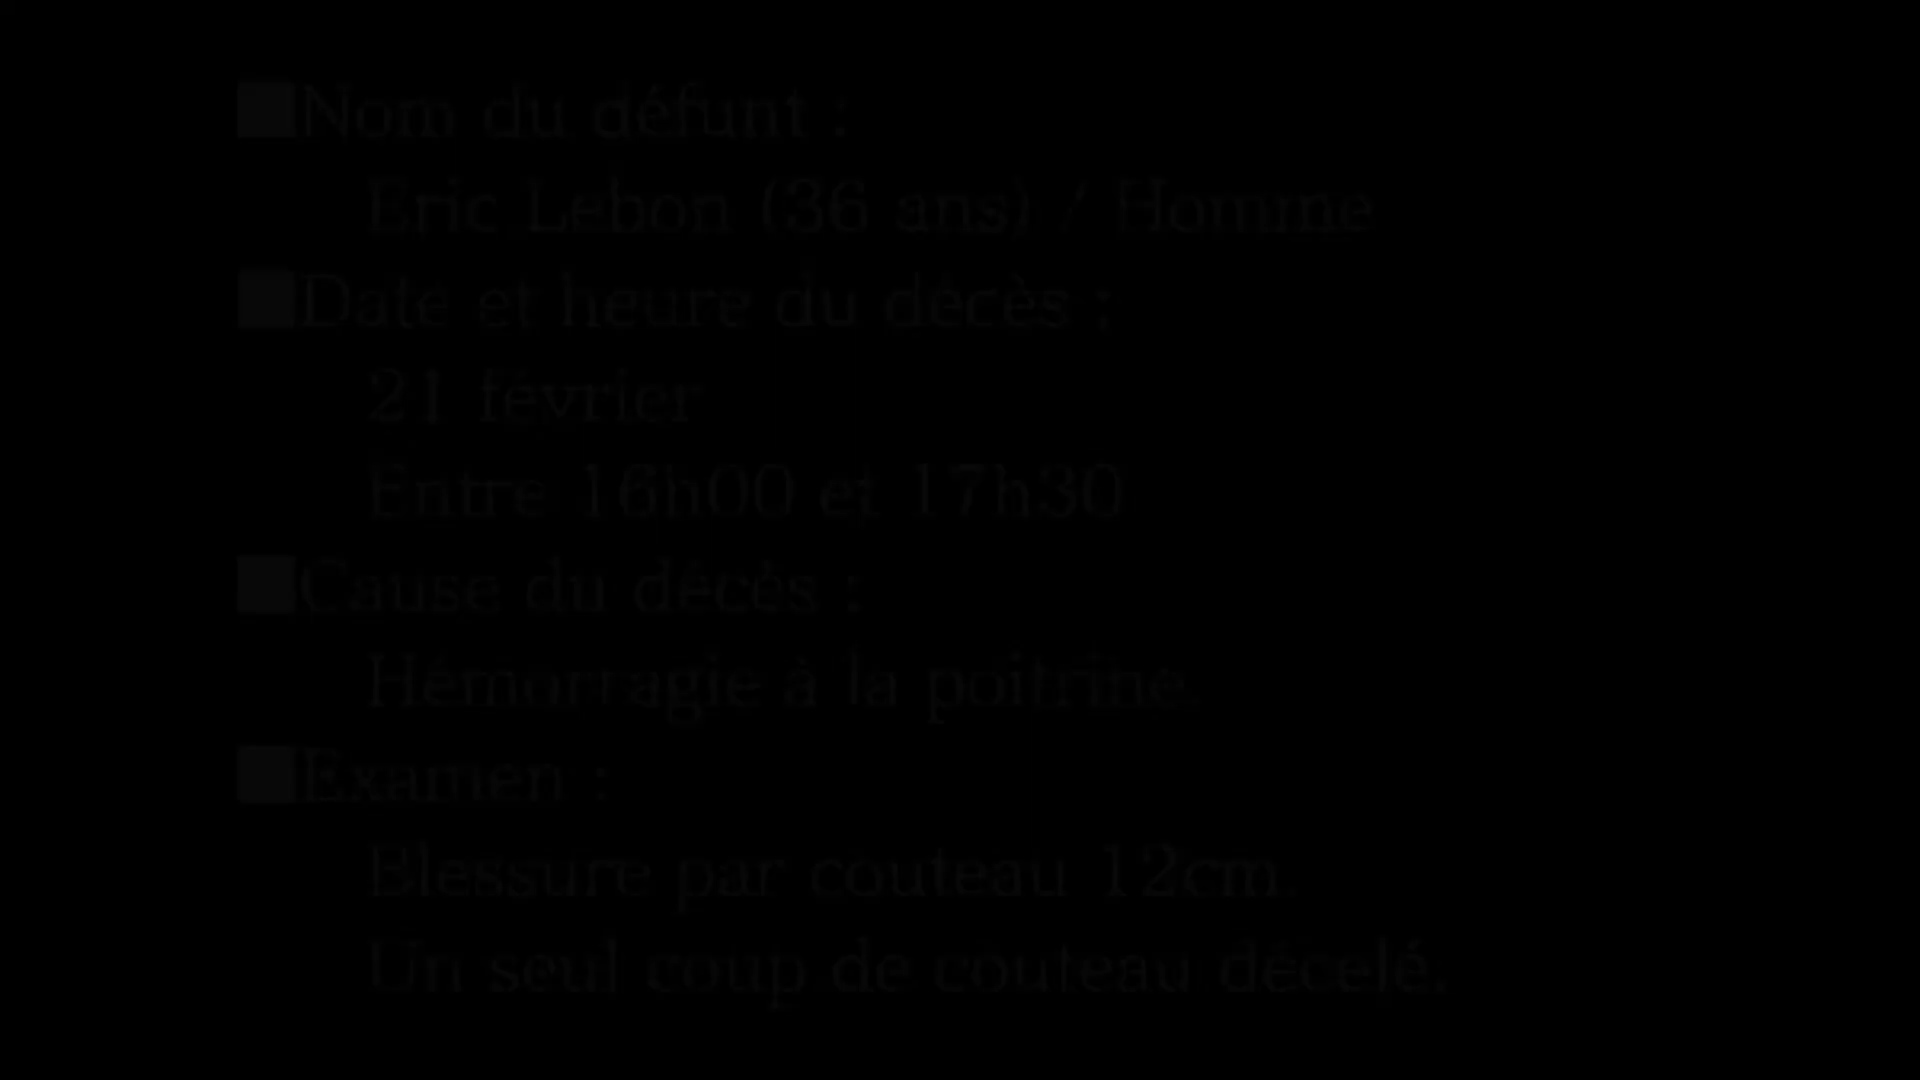 ■Nom du défunt :
Eric Lebon (36 ans) / Homme
■Date et heure du décès :
21 février
Entre 16h00 et 17h30
■Cause du décès :
Hémorragie à la poitrine.
■Examen :
Blessure par couteau 12cm.
Un seul coup de couteau décelé.